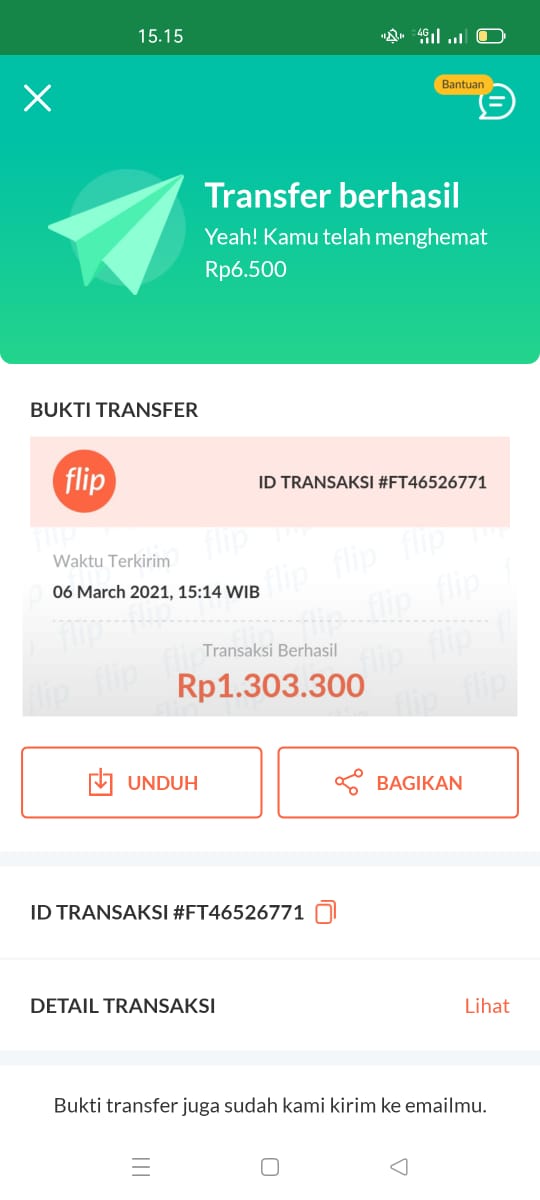 15.15
4G
Bantuan
Transfer berhasil
Yeah! Kamu telah menghemat
Rp6.500
BUKTI TRANSFER
flip
ID TRANSAKSI #FT46526771
Waktu Terkirim
06 March 2021, 15:14 WIB
Transaksi Berhasil
Rp1.303.300
UNDUH
BAGIKAN
ID TRANSAKSI #FT46526771
DETAIL TRANSAKSI
Lihat
Bukti transfer juga sudah kami kirim ke emailmu.